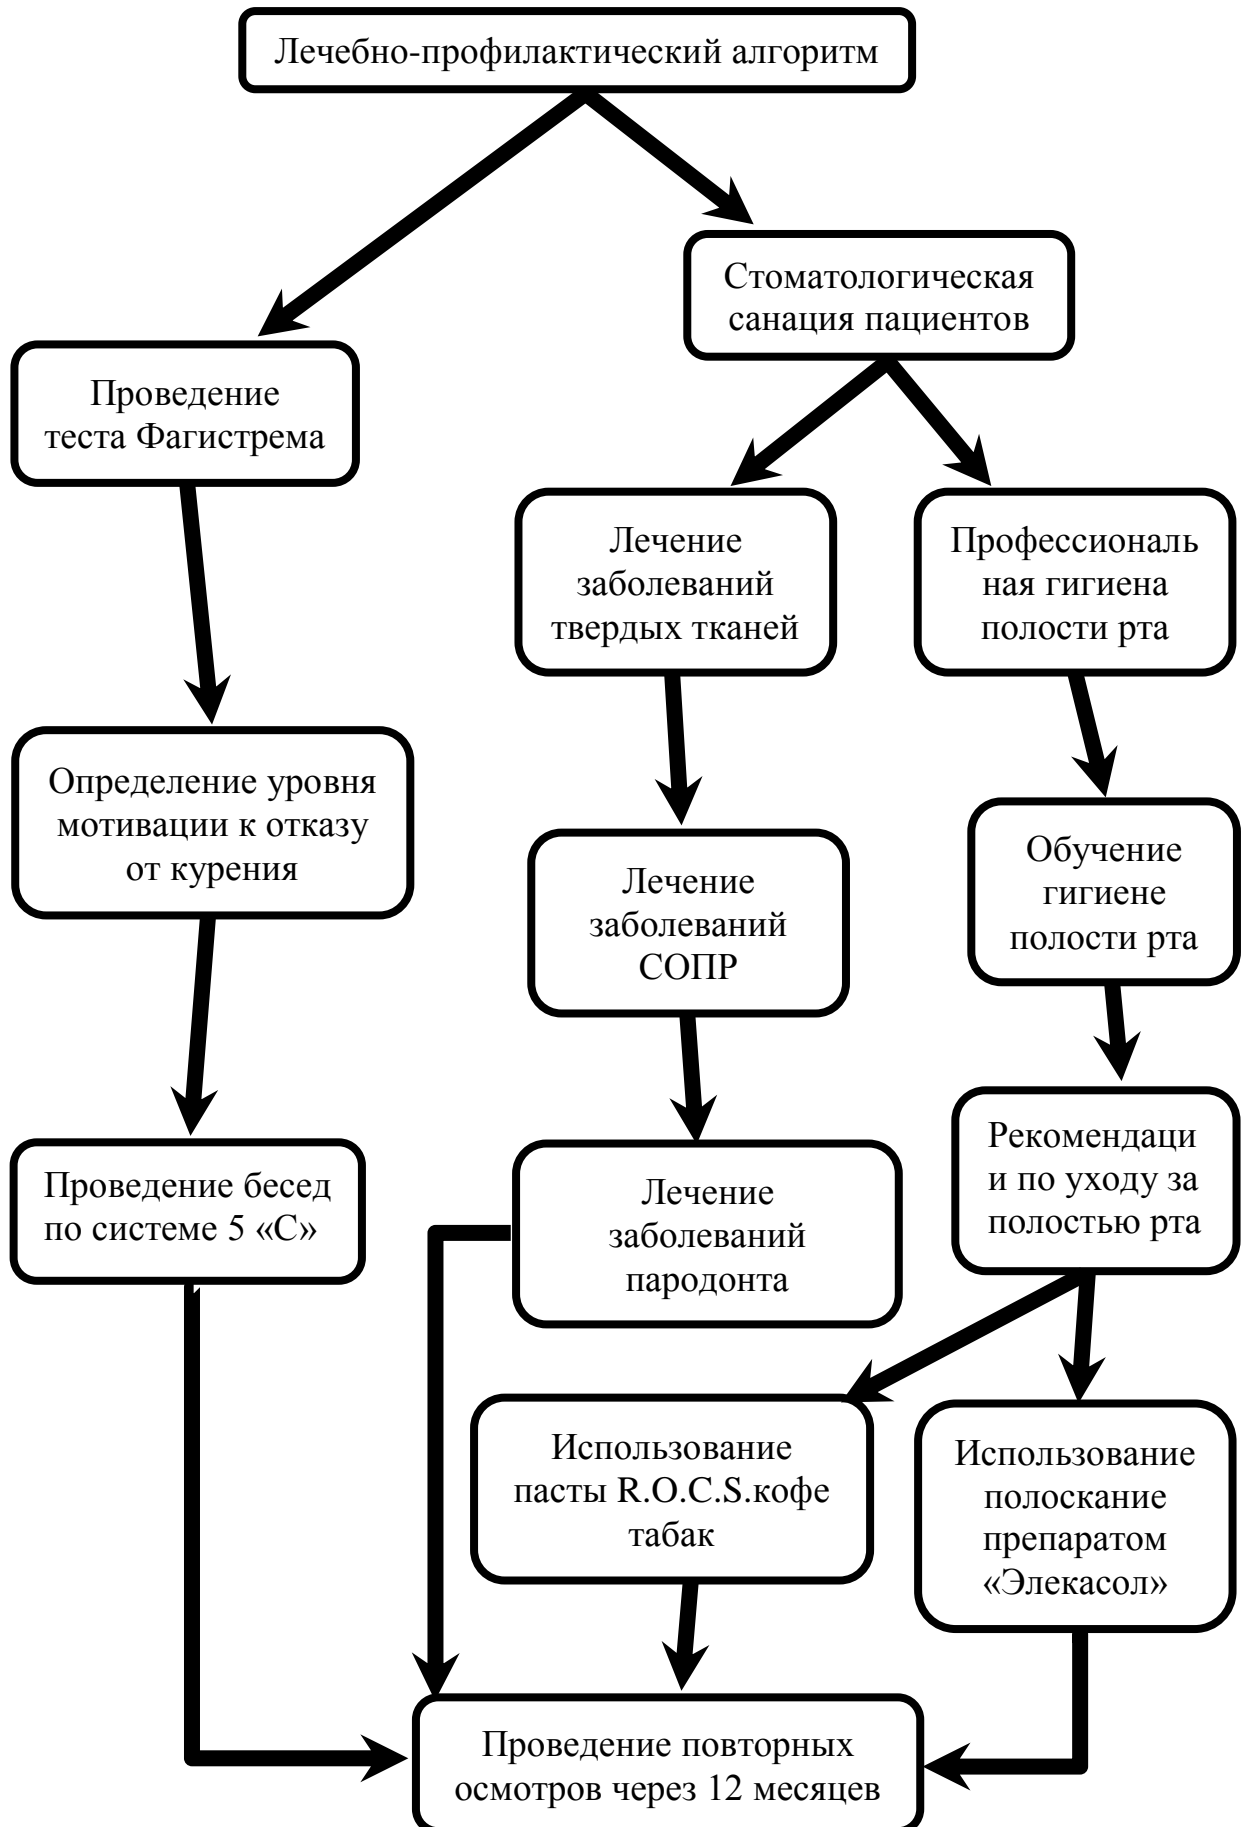 Лечебно-профилактический алгоритм
Стоматологическая
санация пациентов
Проведение
теста Фагистрема
Лечение
заболеваний
твердых тканей
Профессиональ
ная гигиена
полости рта
Определение уровня
мотивации к отказу
от курения
Лечение
заболеваний
СОПР
Обучение
гигиене
полости рта
Проведение бесед
по системе 5 «С»
Лечение
заболеваний
пародонта
Рекомендаци
и по уходу за
полостью рта
Использование
пасты R.O.C.S.кофе
табак
Использование
полоскание
препаратом
«Элекасол»
Проведение повторных
осмотров через 12 месяцев